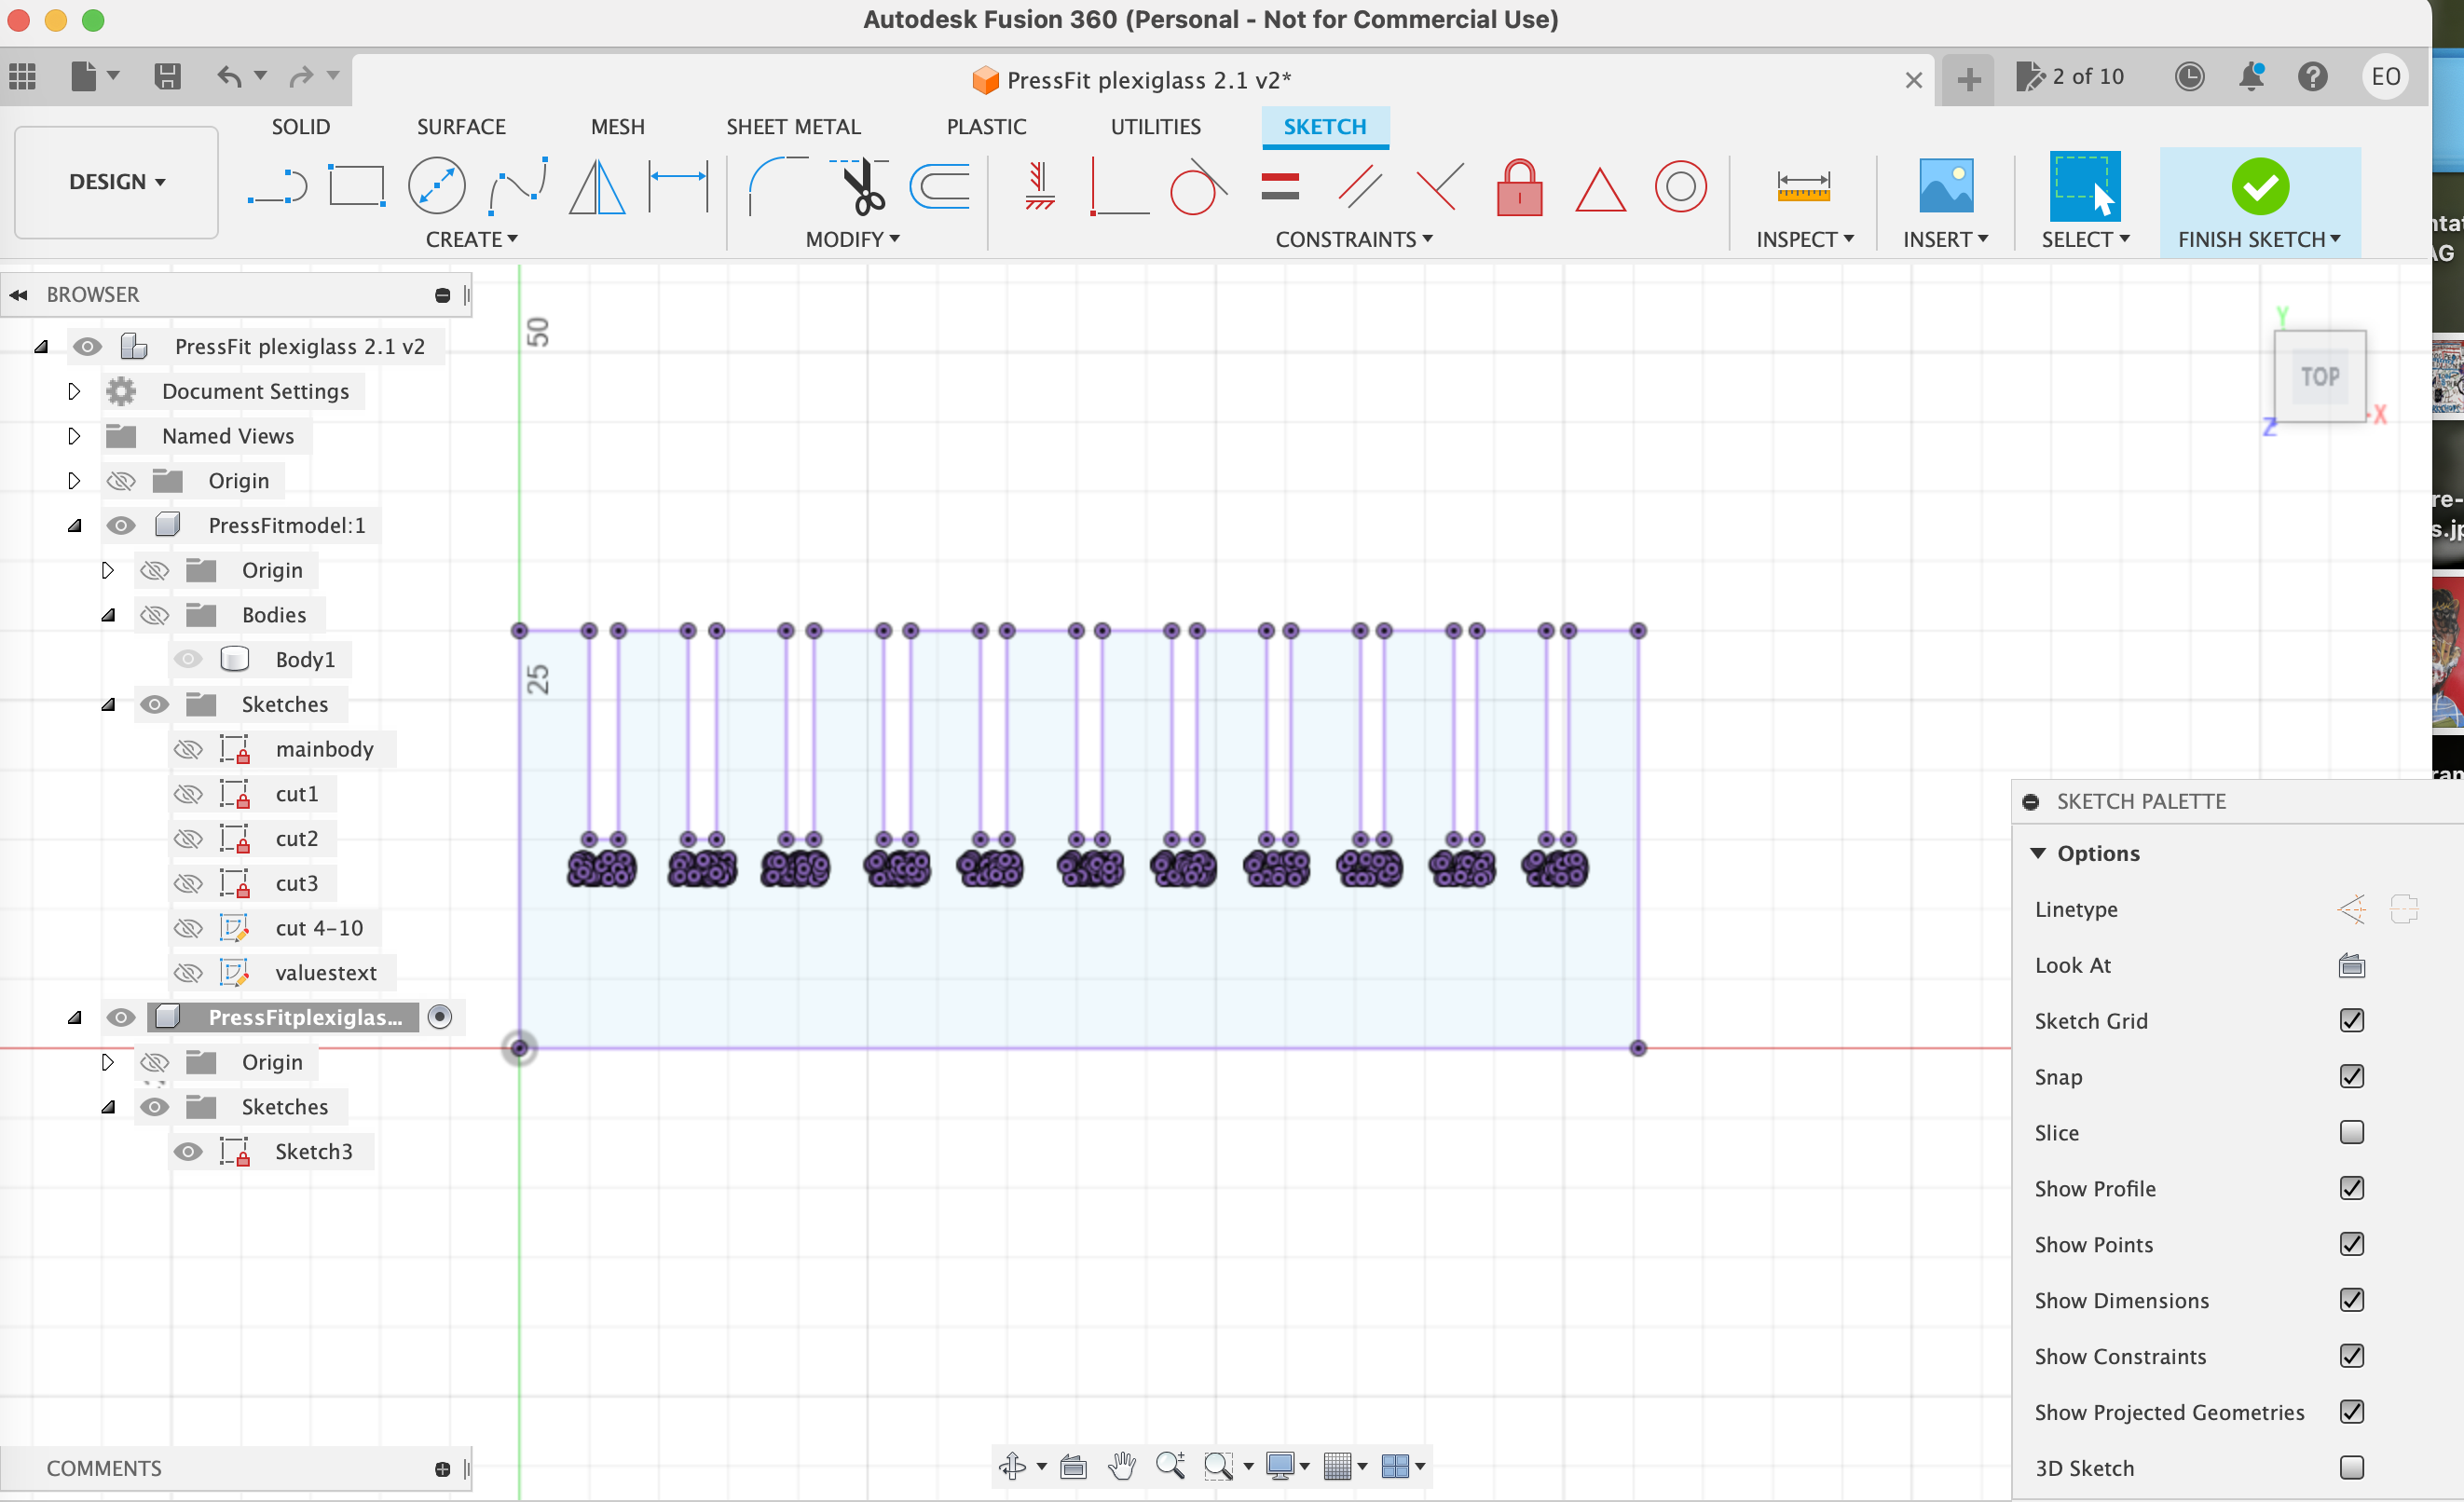 Autodesk Fusion 360 (Personal - Not for Commercial Use)
PressFit plexiglass 2.1 v2*
2 of 10
EO
DESIGN
SOLID
SURFACE
MESH
SHEET METAL
PLASTIC
UTILITIES
SKETCH
CREATE
MODIFY
CONSTRAINTS
INSPECT
INSERT
SELECT
FINISH SKETCH
BROWSER
PressFit plexiglass 2.1 v2
Document Settings
Named Views
Origin
PressFitmodel:1
Origin
Bodies
Body1
Sketches
mainbody
cut1
cut2
cut3
cut 4-10
valuestext
PressFitplexiglas...
Origin
Sketches
Sketch3
COMMENTS
50
25
Y
TOP
X
Z
SKETCH PALETTE
Options
Linetype
Look At
Sketch Grid
Snap
Slice
Show Profile
Show Points
Show Dimensions
Show Constraints
Show Projected Geometries
3D Sketch